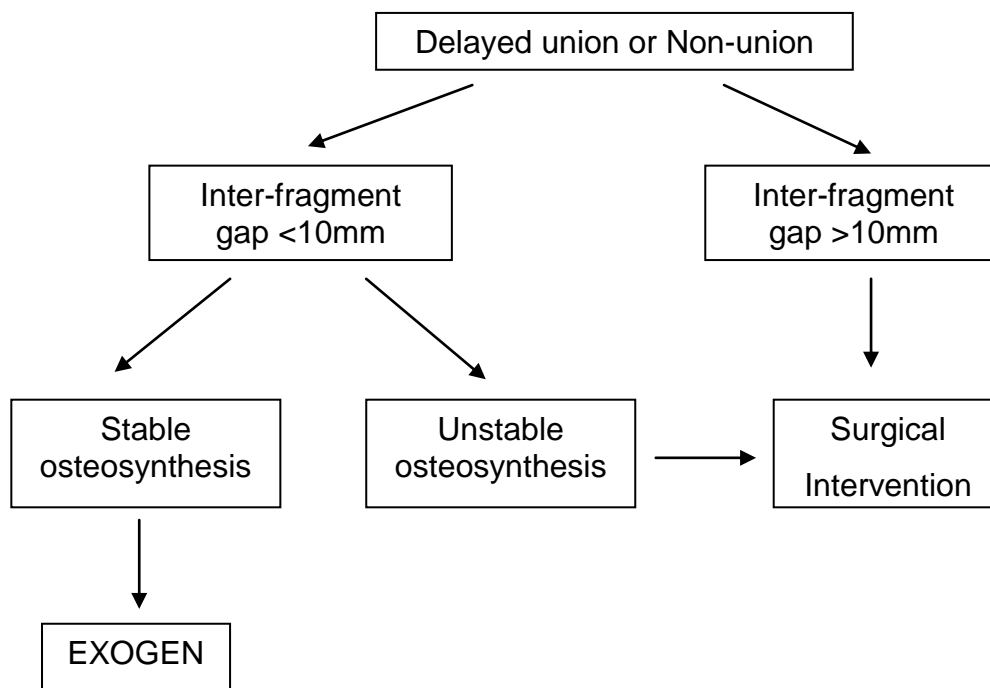 Delayed union or Non-union
Inter-fragment
gap <10mm
Inter-fragment
gap >10mm
Stable
osteosynthesis
Unstable
osteosynthesis
Surgical
Intervention
EXOGEN